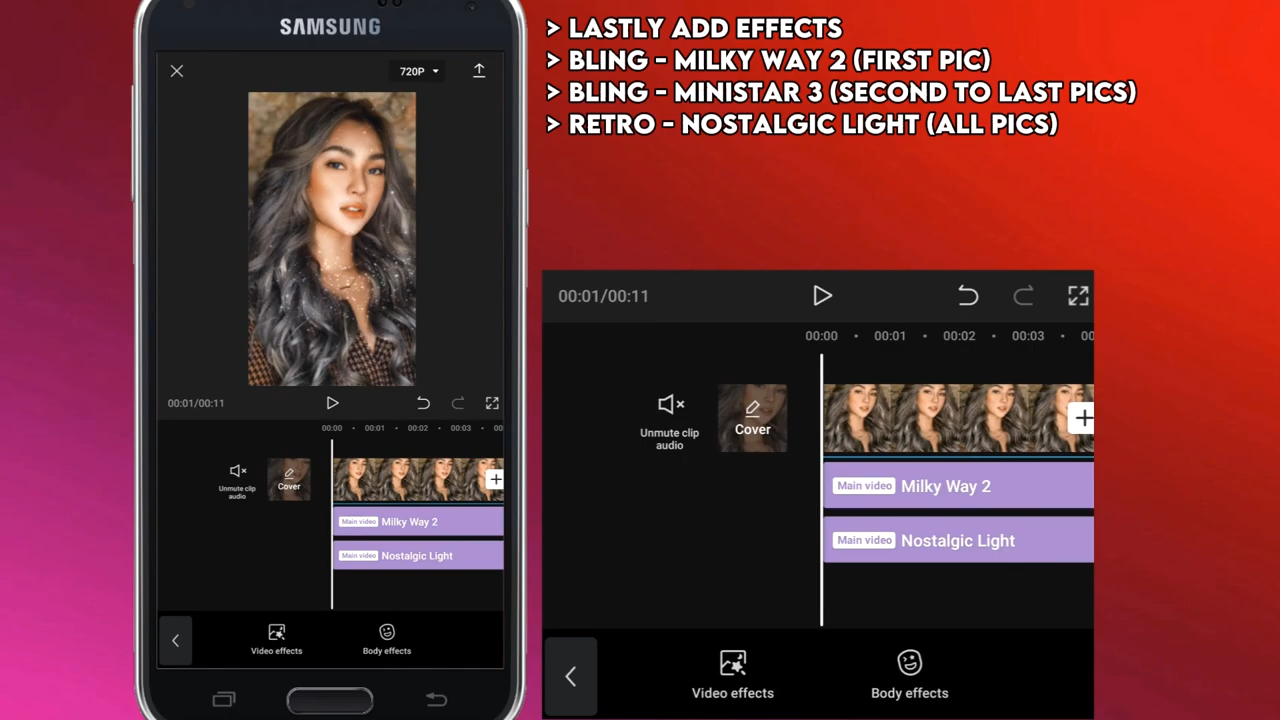 > LASTLY ADD EFFECTS
> BLING - MILKY WAY 2 (FIRST PIC)
> BLING - MINISTAR 3 (SECOND TO LAST PICS)
> RETRO - NOSTALGIC LIGHT (ALL PICS)
SAMSUNG
720P
00:01/00:11
00:00 • 00:01 • 00:02 • 00:03 • 00
Unmute clip
audio
Cover
Main video Milky Way 2
Main video Nostalgic Light
Video effects
Body effects
00:01/00:11
00:00 • 00:01 • 00:02 • 00:03 • 00
Unmute clip
audio
Cover
Main video Milky Way 2
Main video Nostalgic Light
Video effects
Body effects